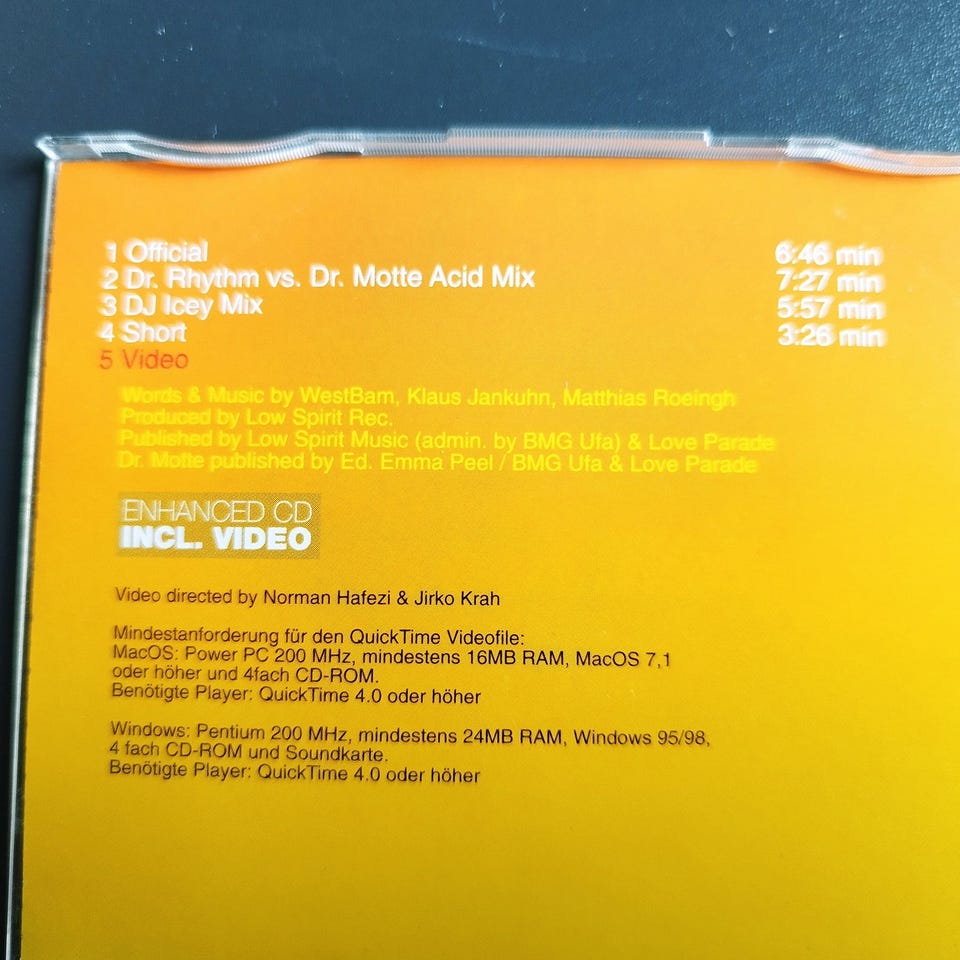 1 Official 6:46 min
2 Dr. Rhythm vs. Dr. Motte Acid Mix 7:27 min
3 DJ Icey Mix 5:57 min
4 Short 3:26 min
5 Video
Words & Music by WestBam, Klaus Jankuhn, Matthias Roeingh
Produced by Low Spirit Rec.
Published by Low Spirit Music (admin. by BMG Ufa) & Love Parade
Dr. Motte published by Ed. Emma Peel / BMG Ufa & Love Parade
ENHANCED CD
INCL. VIDEO
Video directed by Norman Hafezi & Jirko Krah
Mindestanforderung für den QuickTime Videofile:
MacOS: Power PC 200 MHz, mindestens 16MB RAM, MacOS 7,1
oder höher und 4fach CD-ROM.
Benötigte Player: QuickTime 4.0 oder höher
Windows: Pentium 200 MHz, mindestens 24MB RAM, Windows 95/98,
4 fach CD-ROM und Soundkarte.
Benötigte Player: QuickTime 4.0 oder höher